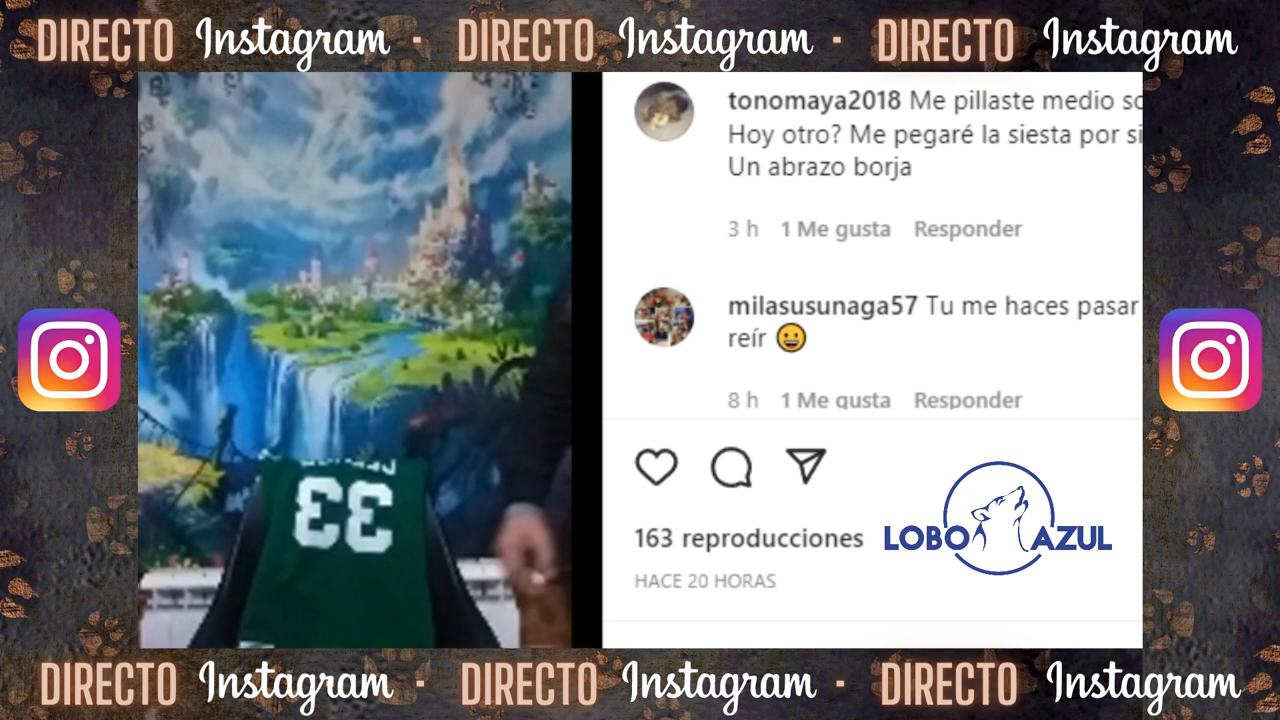 DIRECTO Instagram · DIRECTO Instagram · DIRECTO Instagram
tonomaya2018 Me pillaste medio
Hoy otro? Me pegaré la siesta por si
Un abrazo borja
3 h 1 Me gusta Responder
milasusunaga57 Tu me haces pasar
reír 😀
8 h 1 Me gusta Responder
33
163 reproducciones
LOBO AZUL
HACE 20 HORAS
DIRECTO Instagram · DIRECTO Instagram · DIRECTO Instagram